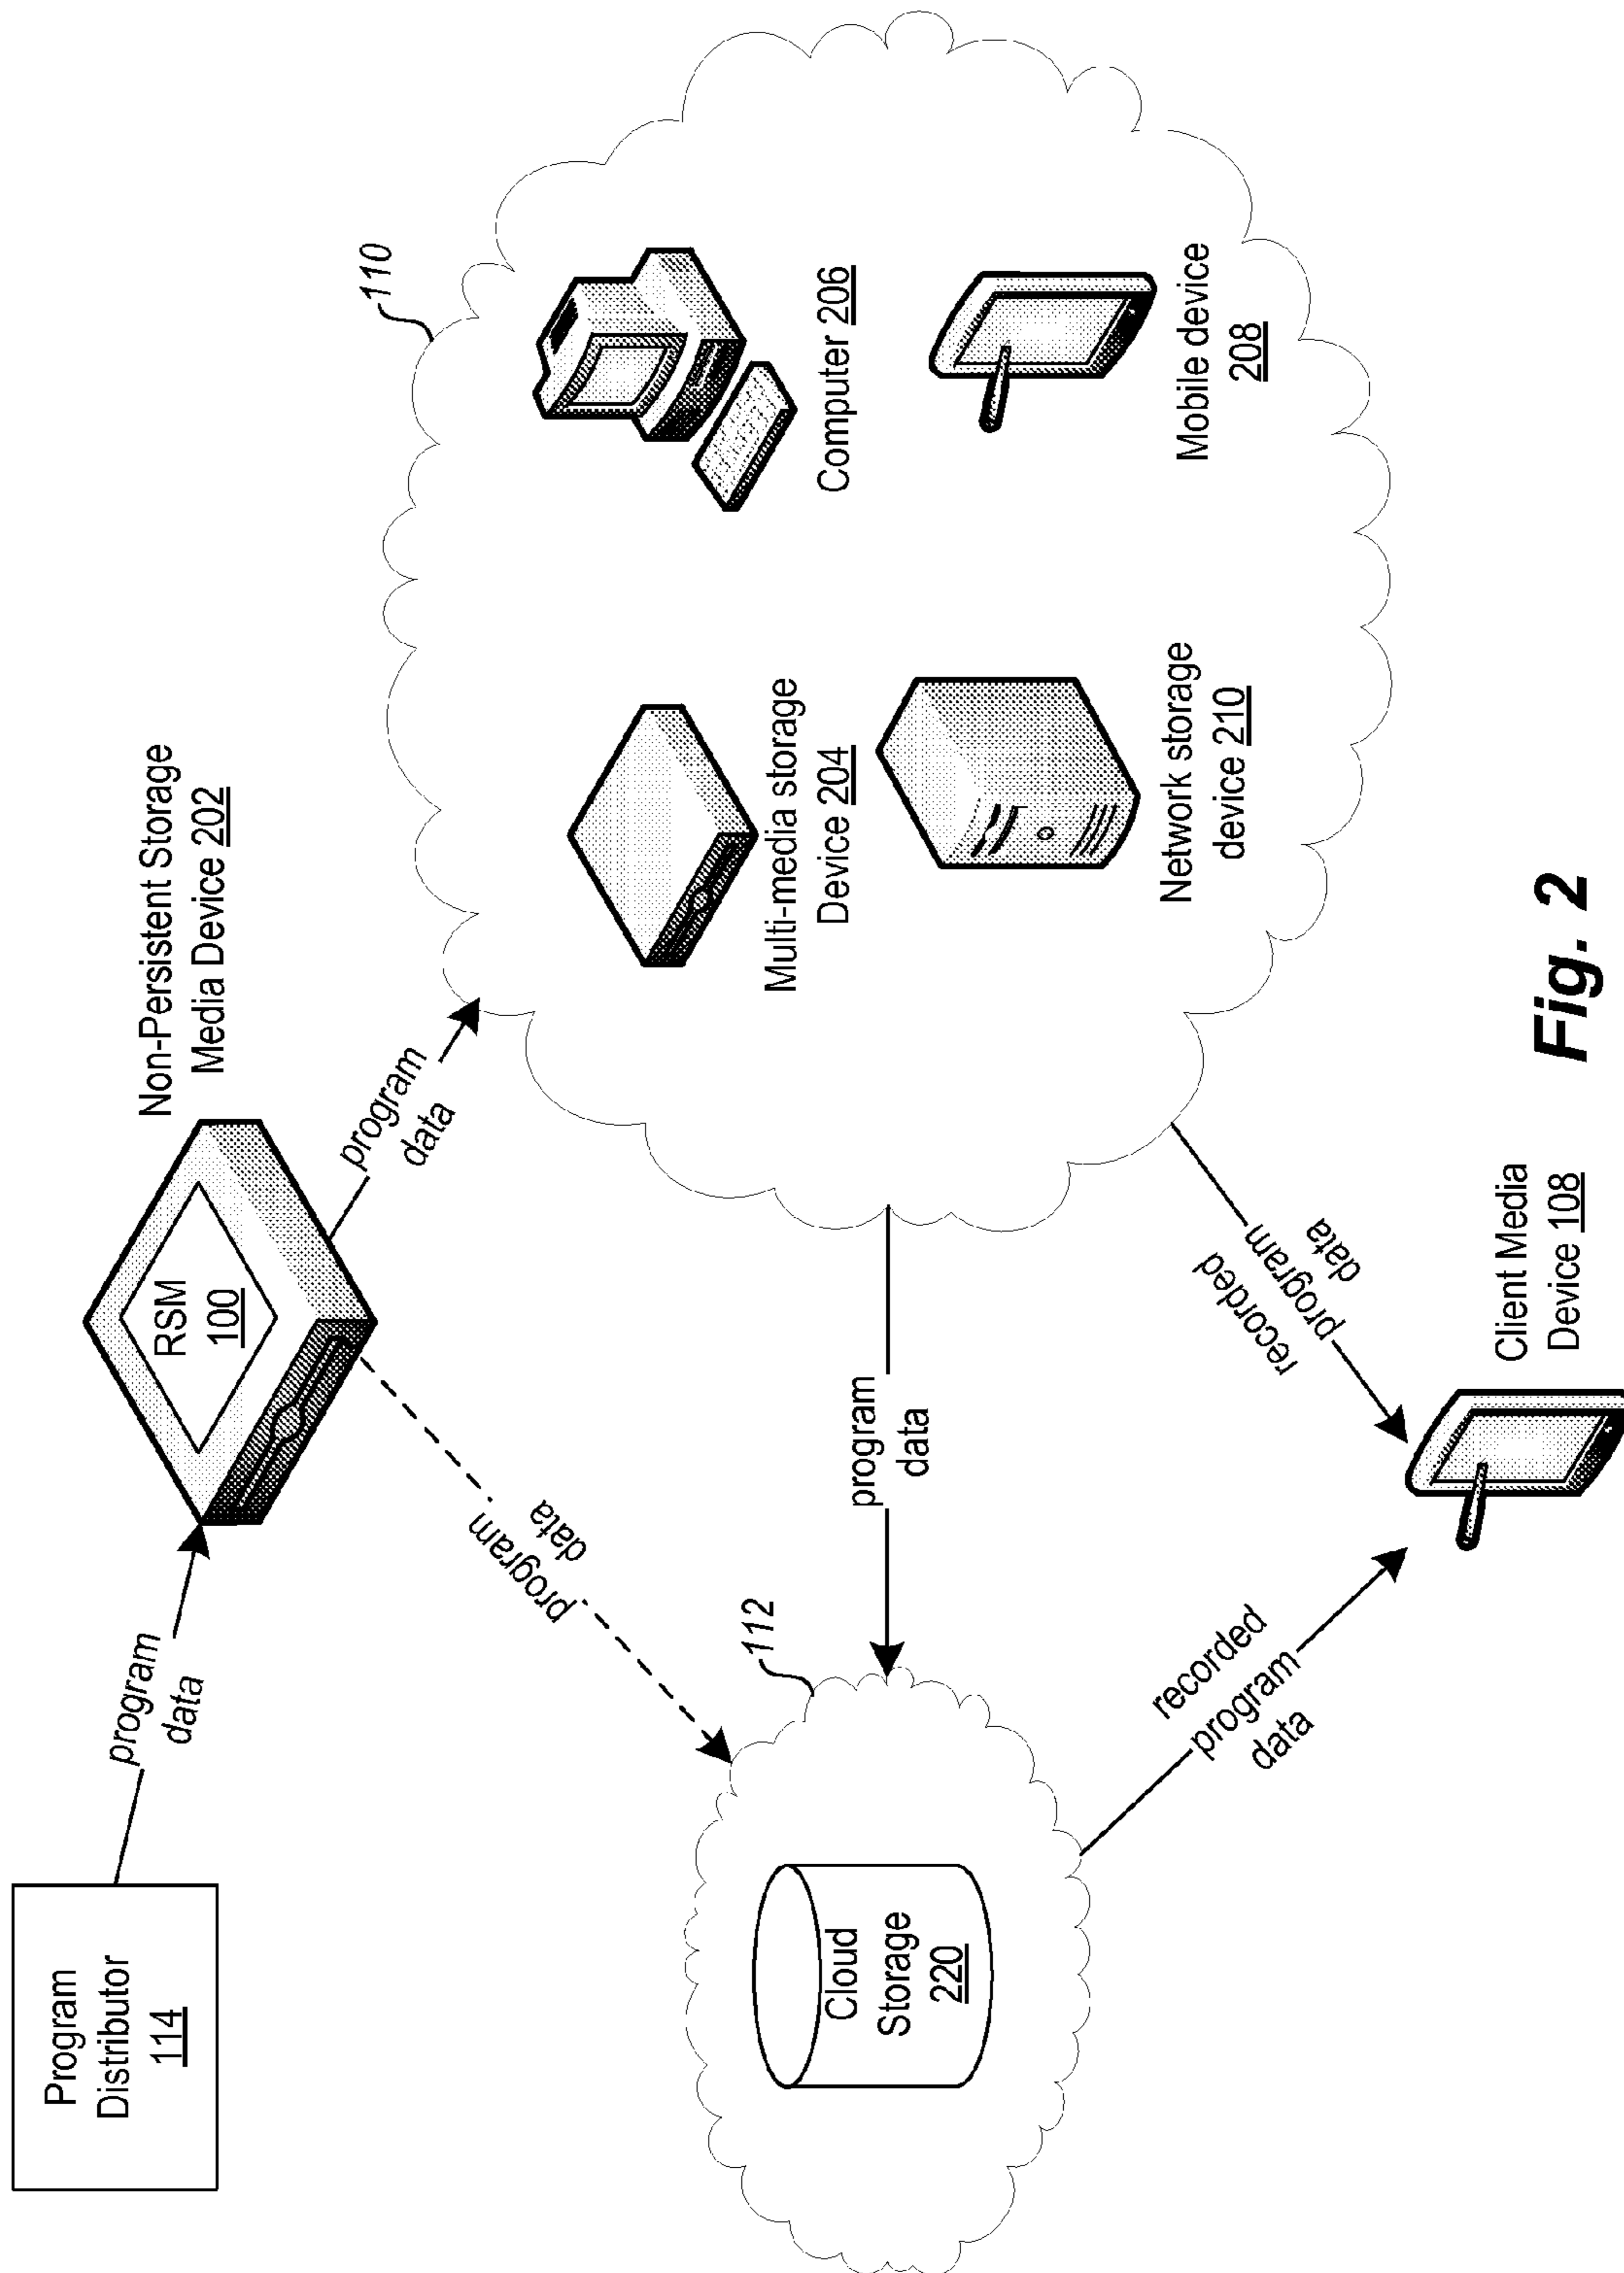 Program
Distributor
114
program
data
RSM
100
Non-Persistent Storage
Media Device 202
program
data
program
data
110
Multi-media storage
Device 204
Computer 206
Network storage
device 210
Mobile device
208
112
Cloud
Storage
220
program
data
recorded
program
data
recorded
program
data
Client Media
Device 108
Fig. 2